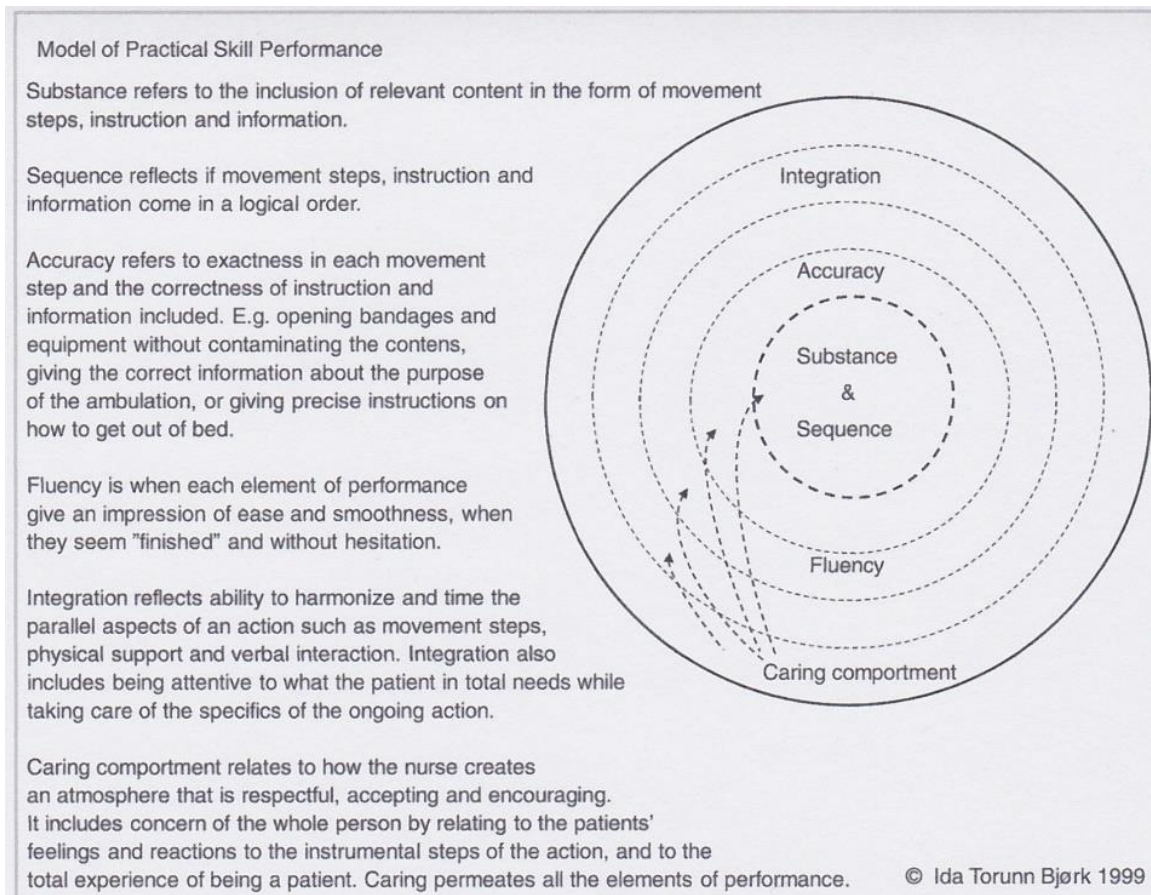 Model of Practical Skill Performance
Substance refers to the inclusion of relevant content in the form of movement
steps, instruction and information.
Sequence reflects if movement steps, instruction and
information come in a logical order.
Accuracy refers to exactness in each movement
step and the correctness of instruction and
information included. E.g. opening bandages and
equipment without contaminating the contens,
giving the correct information about the purpose
of the ambulation, or giving precise instructions on
how to get out of bed.
Fluency is when each element of performance
give an impression of ease and smoothness, when
they seem "finished" and without hesitation.
Integration reflects ability to harmonize and time the
parallel aspects of an action such as movement steps,
physical support and verbal interaction. Integration also
includes being attentive to what the patient in total needs while
taking care of the specifics of the ongoing action.
Caring comportment relates to how the nurse creates
an atmosphere that is respectful, accepting and encouraging.
It includes concern of the whole person by relating to the patients'
feelings and reactions to the instrumental steps of the action, and to the
total experience of being a patient. Caring permeates all the elements of performance.
Integration
Accuracy
Substance
&
Sequence
Fluency
Caring comportment
© Ida Torunn Bjørk 1999